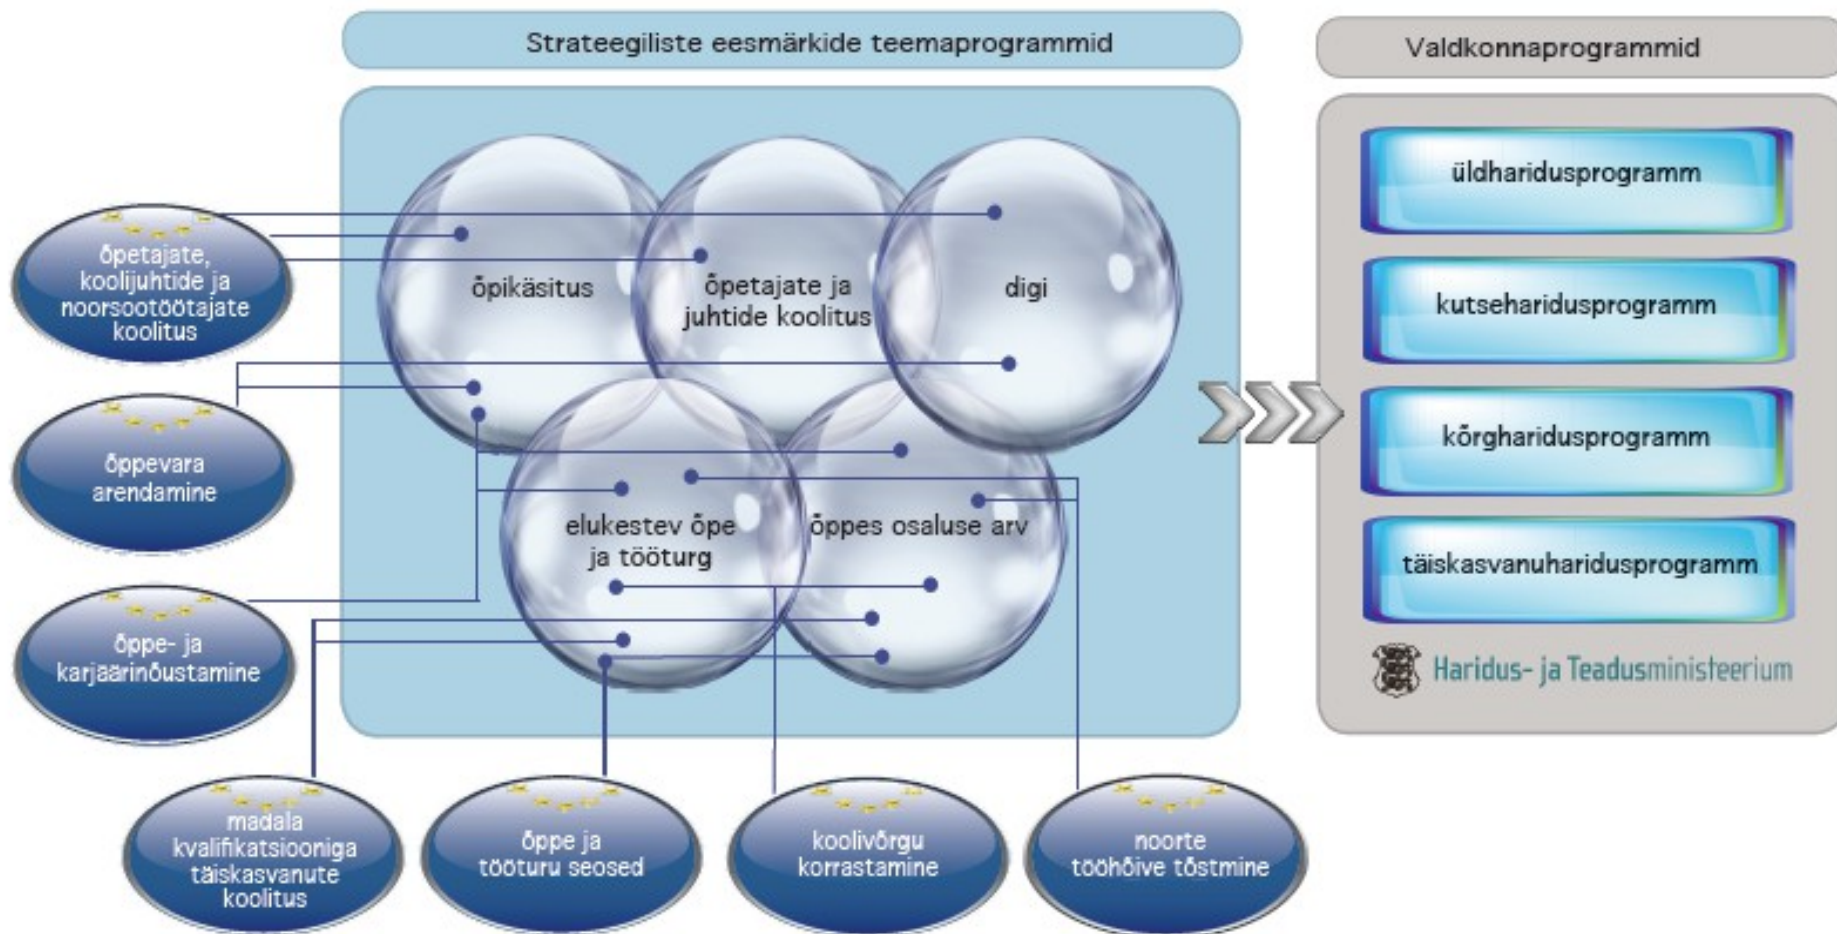 Strateegiliste eesmärkide teemaprogrammid
Valdkonnaprogrammid
õpetajate,
koolijuhtide ja
noorsootöötajate
koolitus
õppevara
arendamine
õppe- ja
karjäärinõustamine
õpikäsitus
õpetajate ja
juhtide koolitus
digi
elukestev õpe
ja tööturg
õppes osaluse arv
üldharidusprogramm
kutseharidusprogramm
kõrgharidusprogramm
täiskasvanuharidusprogramm
Haridus- ja Teadusministeerium
madala
kvalifikatsiooniga
täiskasvanute
koolitus
õppe ja
tööturu seosed
koolivõrgu
korrastamine
noorte
tööhõive tõstmine